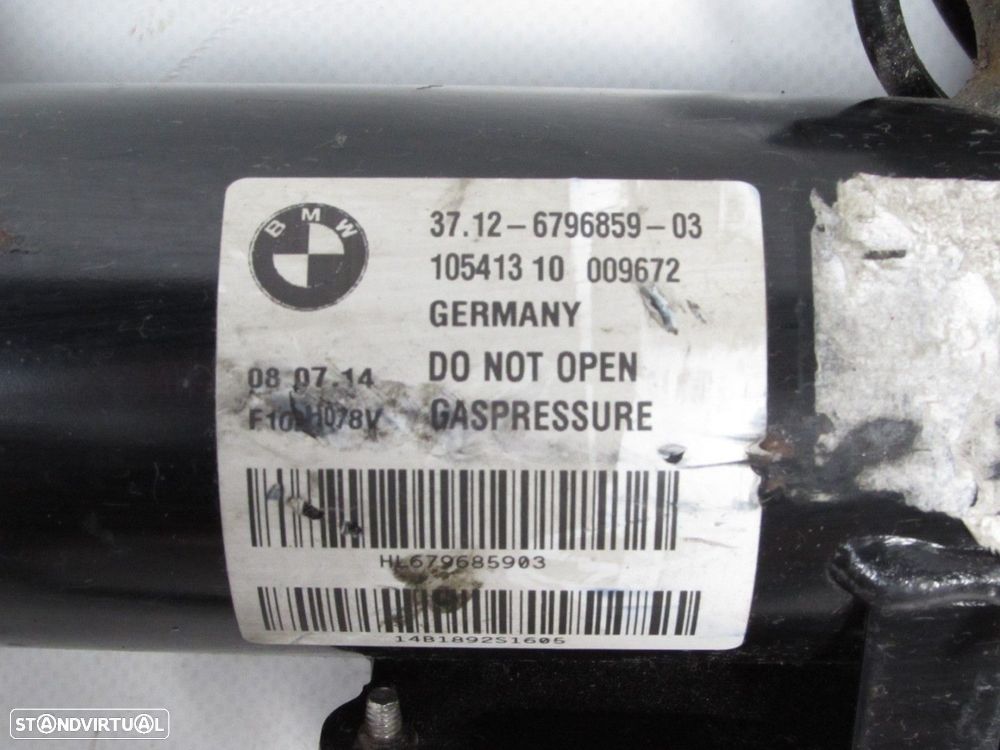 BMW
37.12-6796859-03
105413 10 009672
GERMANY
08.07.14
DO NOT OPEN
GASPRESSURE
HL679685903
14B1892S1605
STANDVIRTUAL